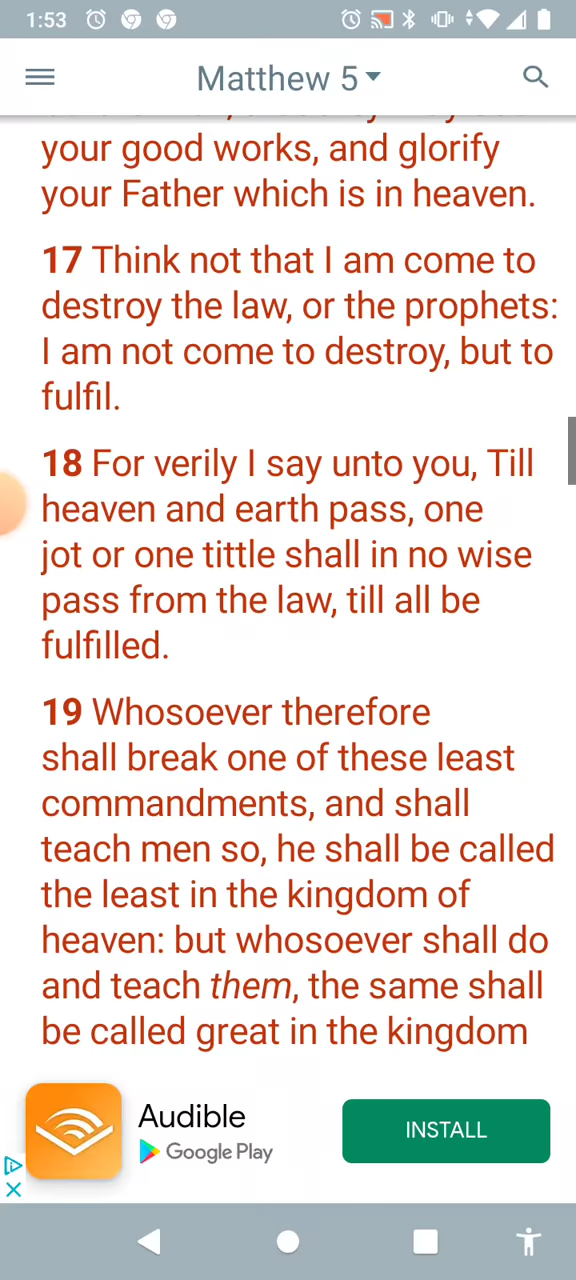 1:53
Matthew 5
your good works, and glorify
your Father which is in heaven.
17 Think not that I am come to
destroy the law, or the prophets:
I am not come to destroy, but to
fulfil.
18 For verily I say unto you, Till
heaven and earth pass, one
jot or one tittle shall in no wise
pass from the law, till all be
fulfilled.
19 Whosoever therefore
shall break one of these least
commandments, and shall
teach men so, he shall be called
the least in the kingdom of
heaven: but whosoever shall do
and teach them, the same shall
be called great in the kingdom
Audible
Google Play
INSTALL